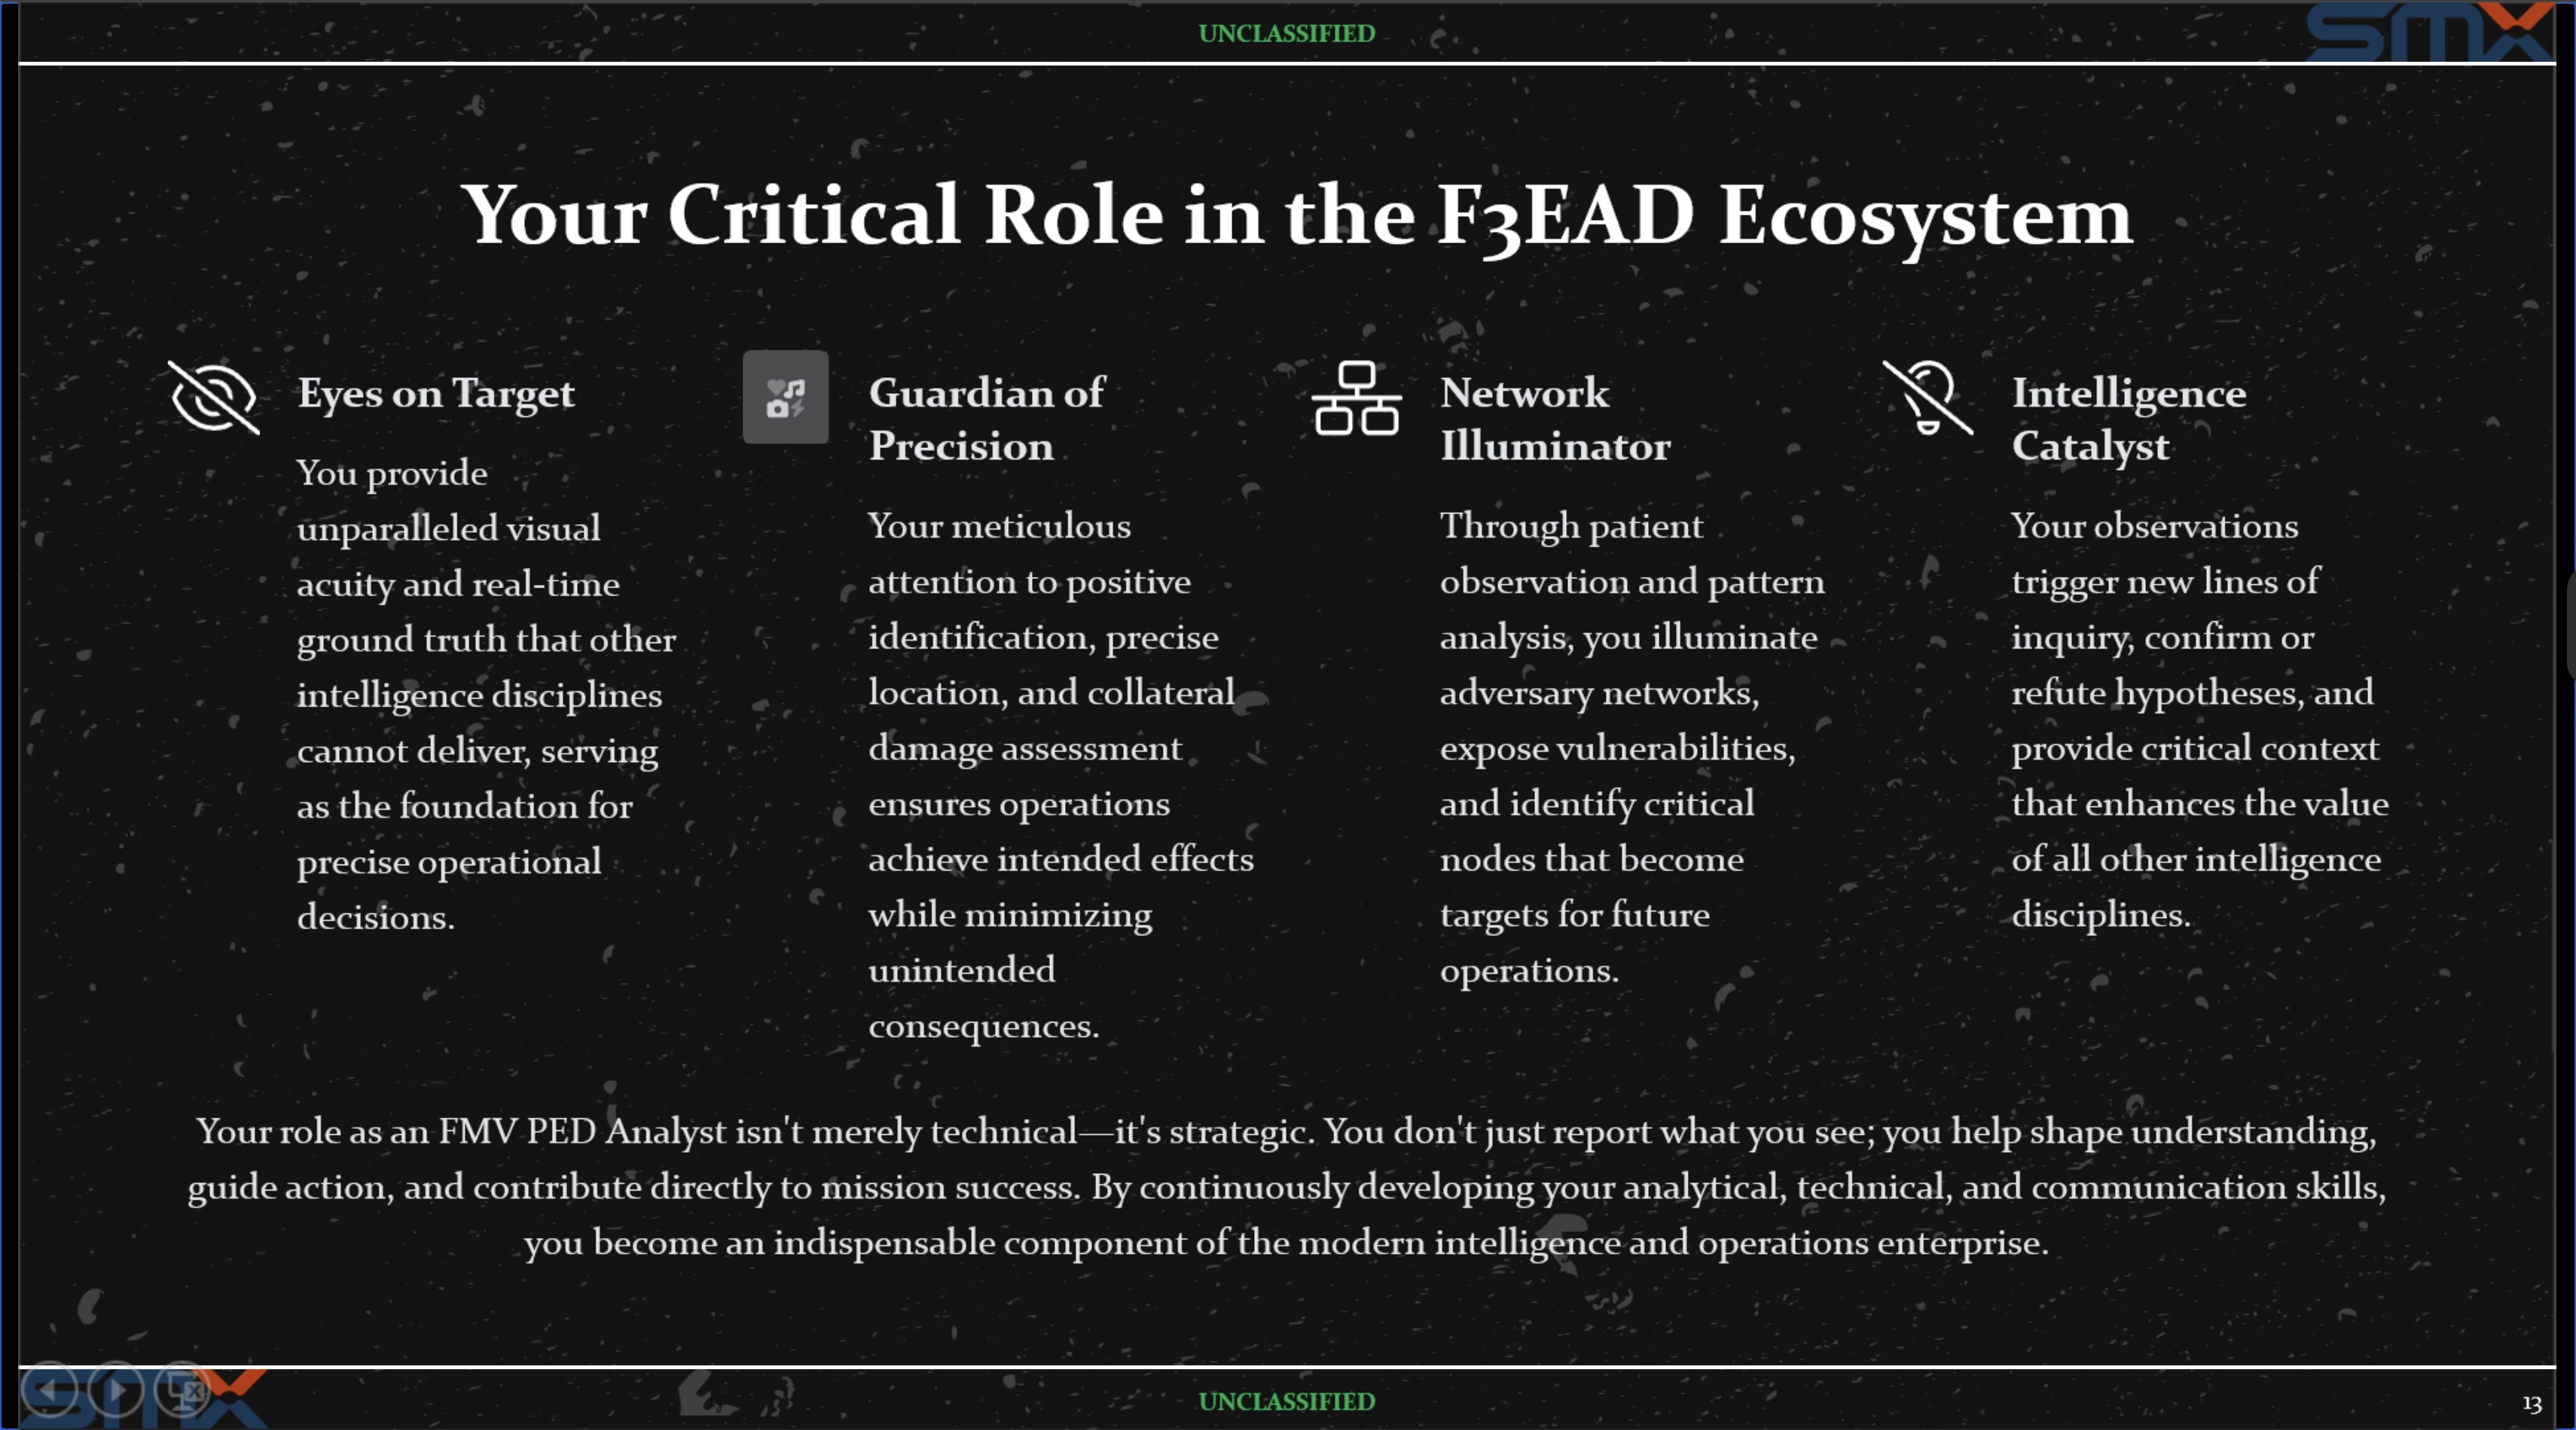 UNCLASSIFIED
SMX
Your Critical Role in the F3EAD Ecosystem
Eyes on Target
You provide
unparalleled visual
acuity and real-time
ground truth that other
intelligence disciplines
cannot deliver, serving
as the foundation for
precise operational
decisions.
Guardian of
Precision
Your meticulous
attention to positive
identification, precise
location, and collateral
damage assessment
ensures operations
achieve intended effects
while minimizing
unintended
consequences.
Network
Illuminator
Through patient
observation and pattern
analysis, you illuminate
adversary networks,
expose vulnerabilities,
and identify critical
nodes that become
targets for future
operations.
Intelligence
Catalyst
Your observations
trigger new lines of
inquiry, confirm or
refute hypotheses, and
provide critical context
that enhances the value
of all other intelligence
disciplines.
Your role as an FMV PED Analyst isn't merely technical—it's strategic. You don't just report what you see; you help shape understanding,
guide action, and contribute directly to mission success. By continuously developing your analytical, technical, and communication skills,
you become an indispensable component of the modern intelligence and operations enterprise.
SMX
UNCLASSIFIED
13